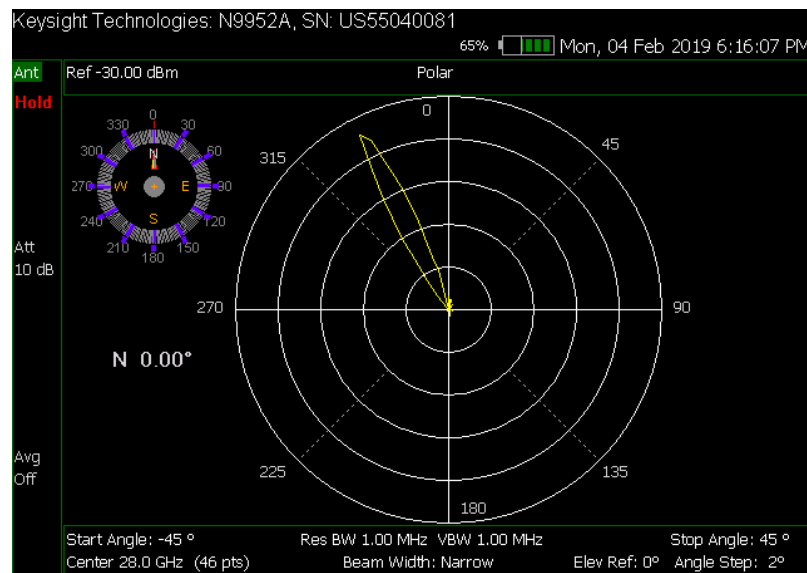 Keysight Technologies: N9952A, SN: US55040081
65% Mon, 04 Feb 2019 6:16:07 PM
Ant Ref -30.00 dBm Polar
Hold
0
330 0 30
300 N 60
315 45
270 W E 90
S
240 120
210 180 150
Att
10 dB
270 90
N 0.00°
Avg
Off
225 135
180
Start Angle: -45 º Res BW 1.00 MHz VBW 1.00 MHz Stop Angle: 45 º
Center 28.0 GHz (46 pts) Beam Width: Narrow Elev Ref: 0º Angle Step: 2º